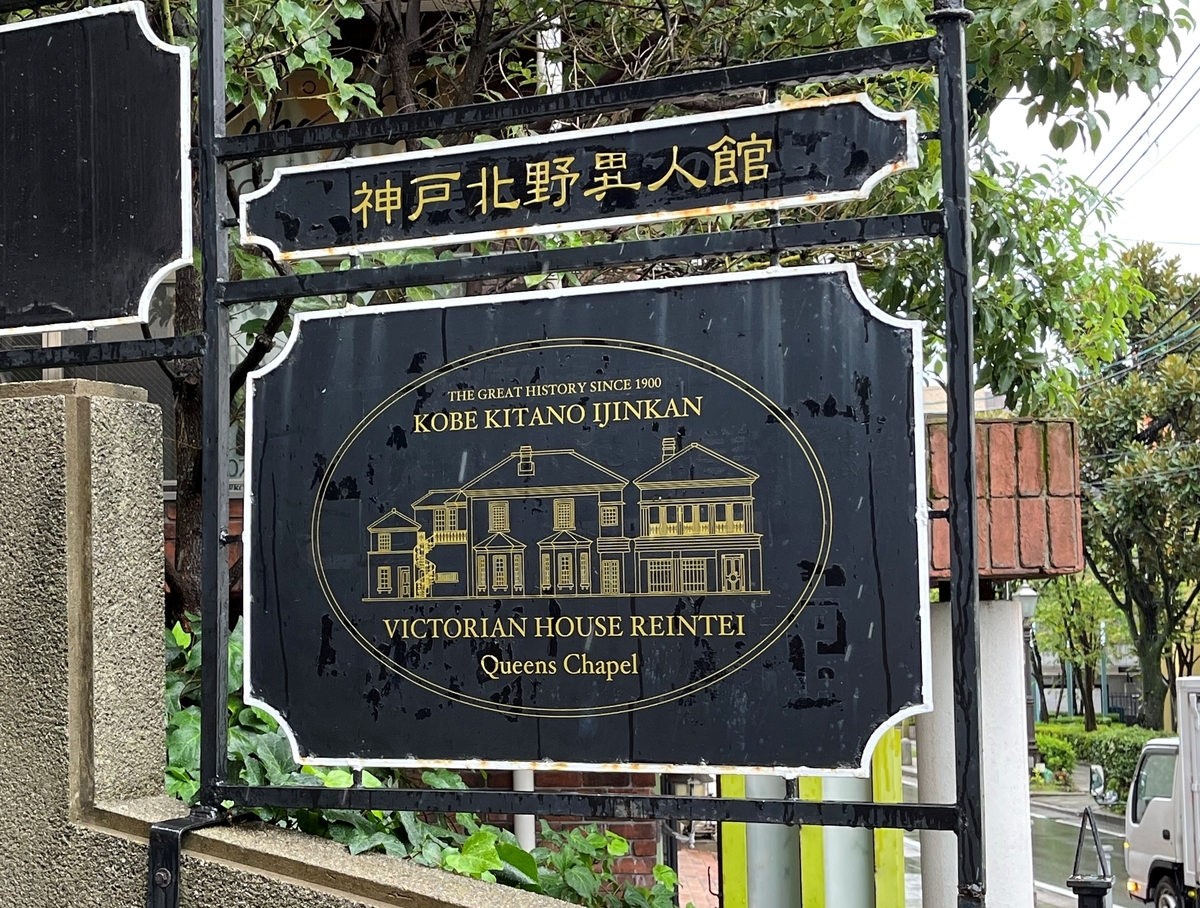 神戸北野異人館
THE GREAT HISTORY SINCE 1900
KOBE KITANO IJINKAN
VICTORIAN HOUSE REINTEI
Queens Chapel